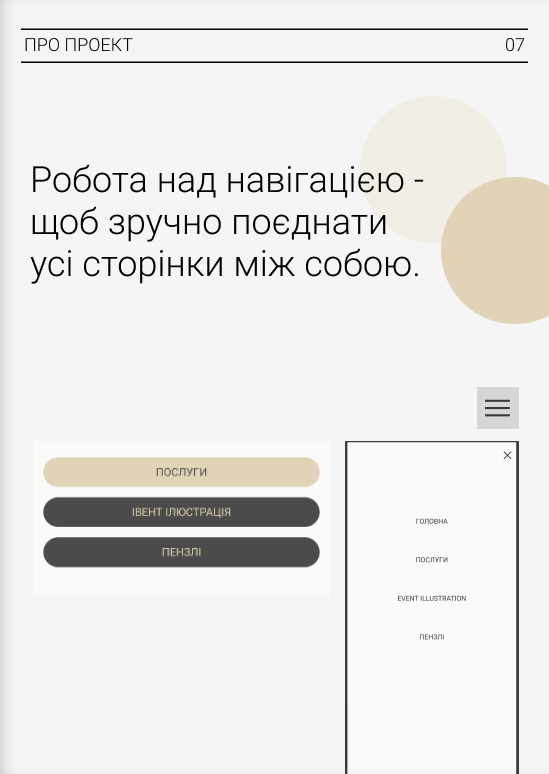 ПРО ПРОЕКТ 07
Робота над навігацією -
щоб зручно поєднати
усі сторінки між собою.
ПОСЛУГИ
ІВЕНТ ІЛЮСТРАЦІЯ
ПЕНЗЛІ
ГОЛОВНА
ПОСЛУГИ
EVENT ILLUSTRATION
ПЕНЗЛІ